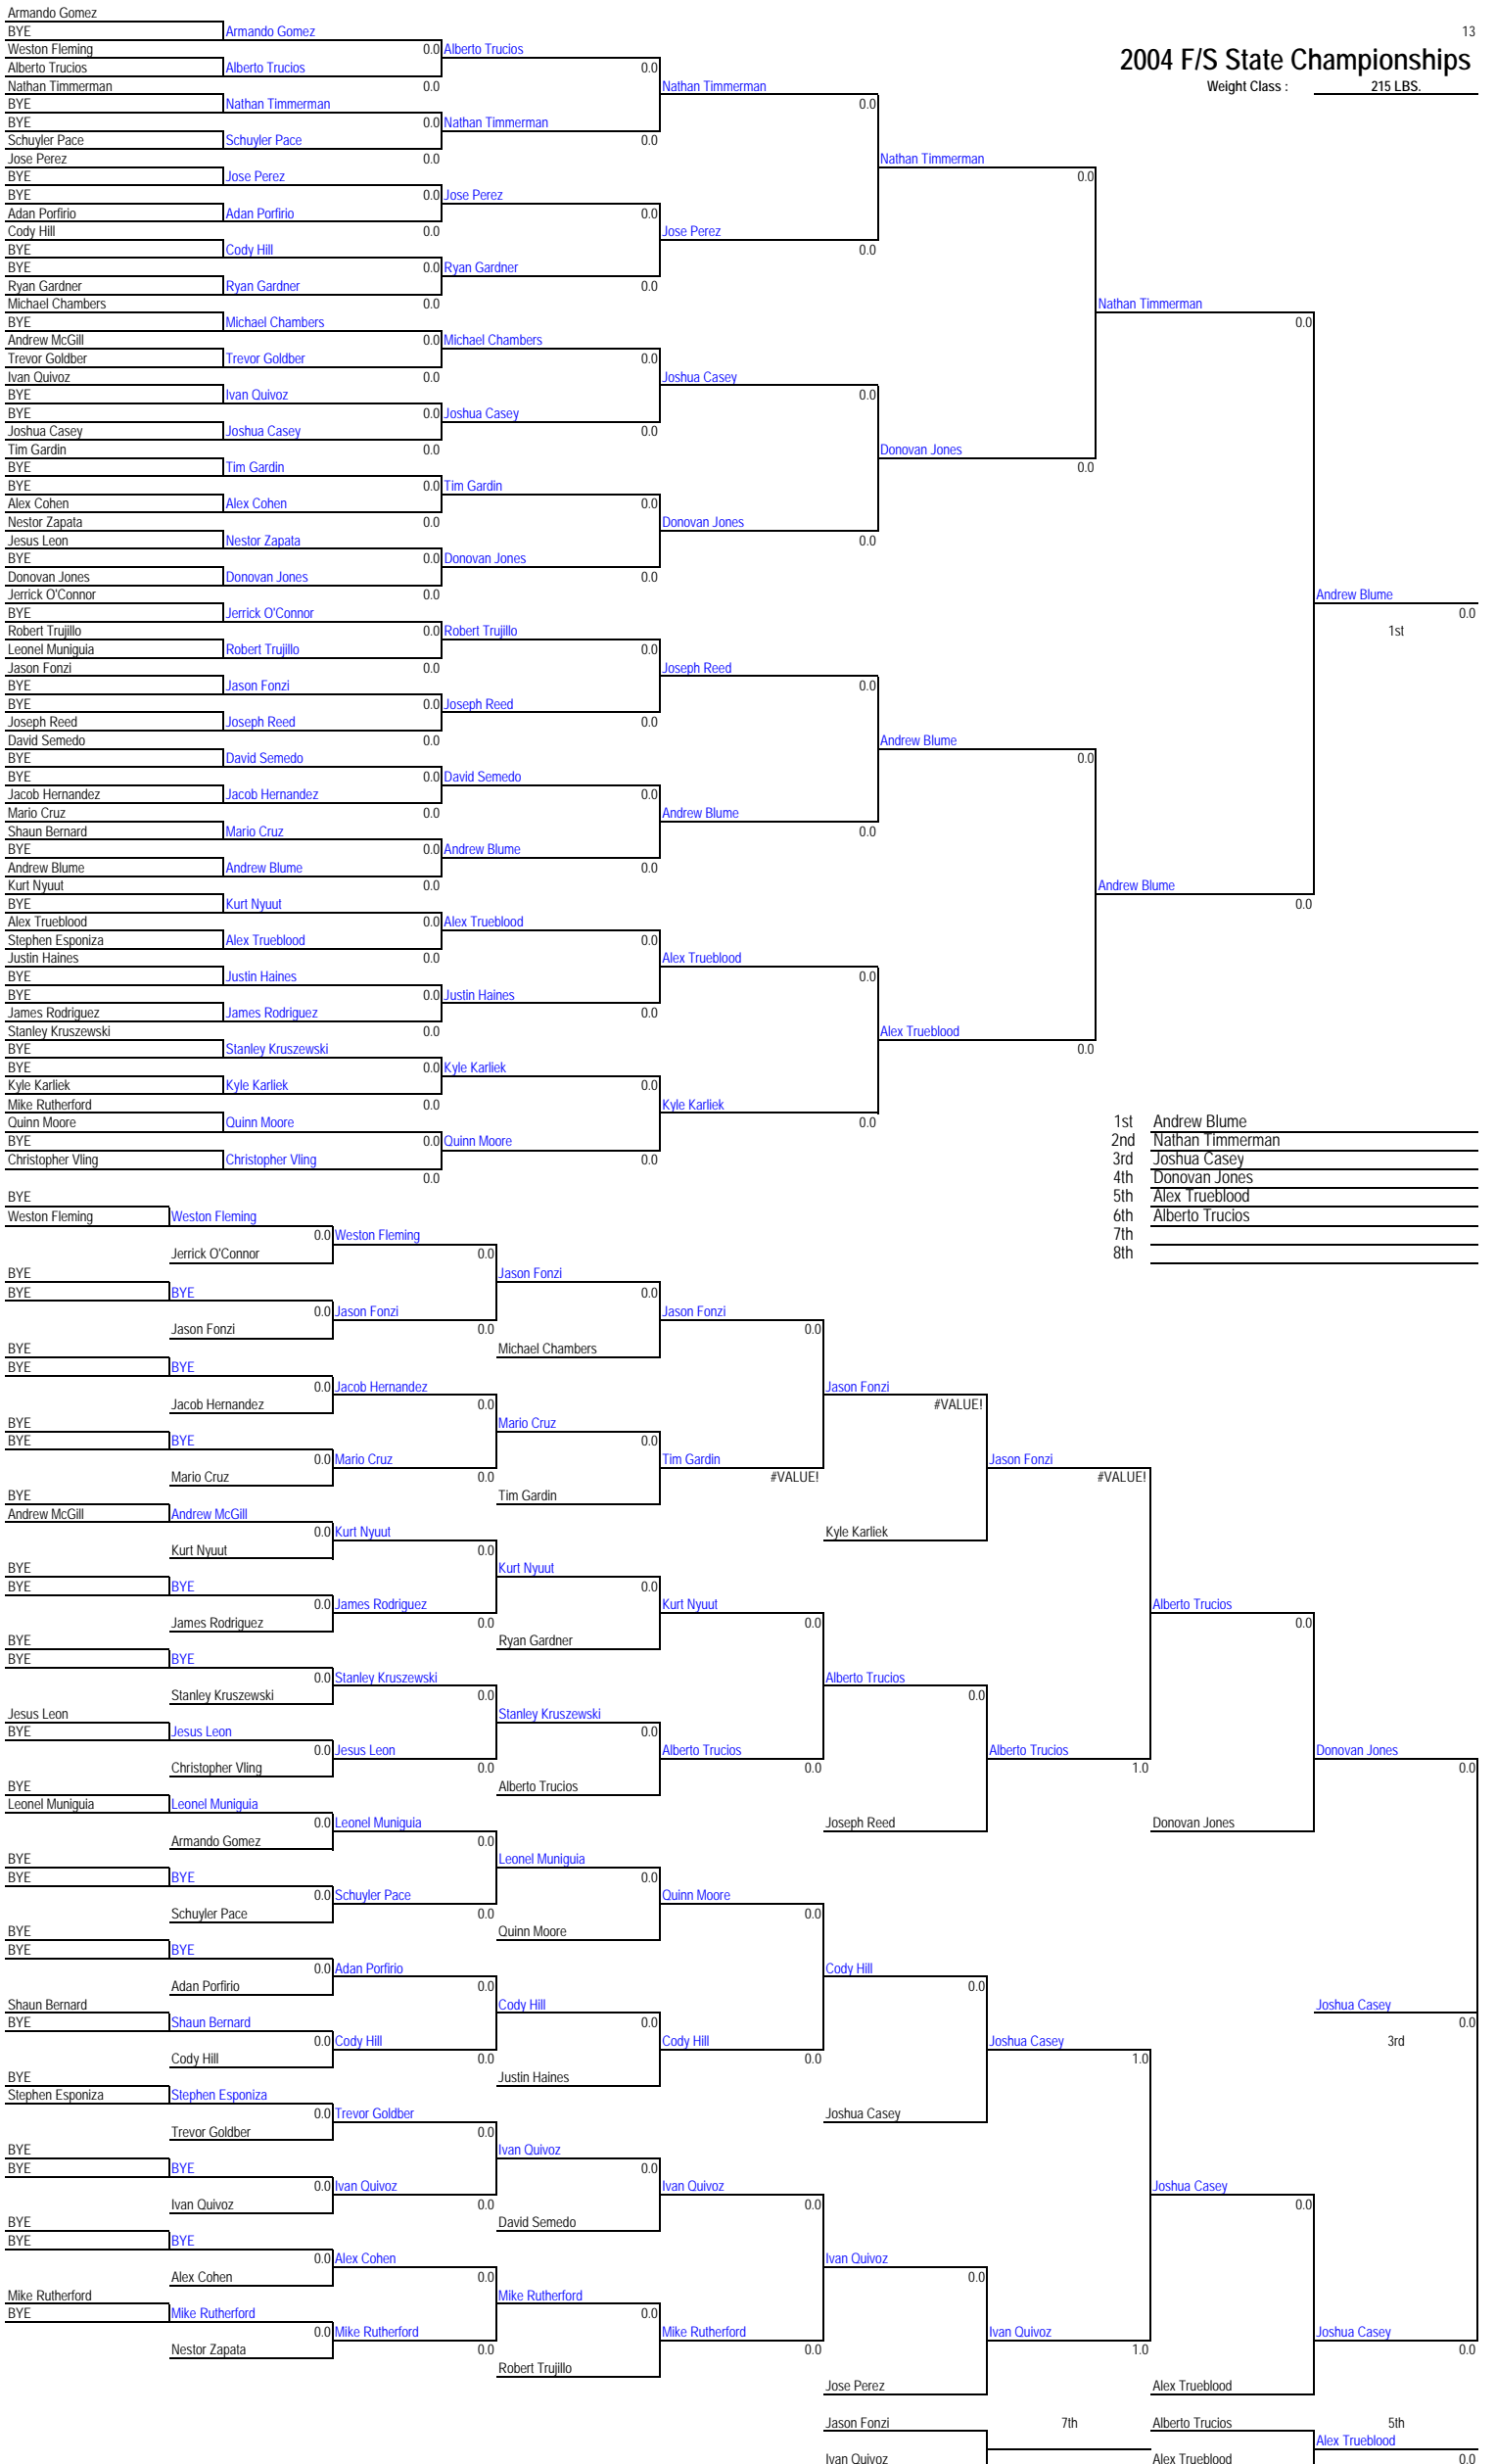 Armando Gomez
BYE Armando Gomez 13
Weston Fleming 0.0 Alberto Trucios
2004 F/S State Championships
Alberto Trucios Alberto Trucios 0.0
Nathan Timmerman 0.0 Nathan Timmerman Weight Class : 215 LBS.
BYE Nathan Timmerman 0.0
BYE 0.0 Nathan Timmerman
Schuyler Pace Schuyler Pace 0.0
Jose Perez 0.0 Nathan Timmerman
BYE Jose Perez 0.0
BYE 0.0 Jose Perez
Adan Porfirio Adan Porfirio 0.0
Cody Hill 0.0 Jose Perez
BYE Cody Hill 0.0
BYE 0.0 Ryan Gardner
Ryan Gardner Ryan Gardner 0.0
Michael Chambers 0.0 Nathan Timmerman
BYE Michael Chambers 0.0
Andrew McGill 0.0 Michael Chambers
Trevor Goldber Trevor Goldber 0.0
Ivan Quivoz 0.0 Joshua Casey
BYE Ivan Quivoz 0.0
BYE 0.0 Joshua Casey
Joshua Casey Joshua Casey 0.0
Tim Gardin 0.0 Donovan Jones
BYE Tim Gardin 0.0
BYE 0.0 Tim Gardin
Alex Cohen Alex Cohen 0.0
Nestor Zapata 0.0 Donovan Jones
Jesus Leon Nestor Zapata 0.0
BYE 0.0 Donovan Jones
Donovan Jones Donovan Jones 0.0
Jerrick O'Connor 0.0 Andrew Blume
BYE Jerrick O'Connor 0.0
Robert Trujillo 0.0 Robert Trujillo 1st
Leonel Muniguia Robert Trujillo 0.0
Jason Fonzi 0.0 Joseph Reed
BYE Jason Fonzi 0.0
BYE 0.0 Joseph Reed
Joseph Reed Joseph Reed 0.0
David Semedo 0.0 Andrew Blume
BYE David Semedo 0.0
BYE 0.0 David Semedo
Jacob Hernandez Jacob Hernandez 0.0
Mario Cruz 0.0 Andrew Blume
Shaun Bernard Mario Cruz 0.0
BYE 0.0 Andrew Blume
Andrew Blume Andrew Blume 0.0
Kurt Nyuut 0.0 Andrew Blume
BYE Kurt Nyuut 0.0
Alex Trueblood 0.0 Alex Trueblood
Stephen Esponiza Alex Trueblood 0.0
Justin Haines 0.0 Alex Trueblood
BYE Justin Haines 0.0
BYE 0.0 Justin Haines
James Rodriguez James Rodriguez 0.0
Stanley Kruszewski 0.0 Alex Trueblood
BYE Stanley Kruszewski 0.0
BYE 0.0 Kyle Karliek
Kyle Karliek Kyle Karliek 0.0
Mike Rutherford 0.0 Kyle Karliek
Quinn Moore Quinn Moore 0.0 1st Andrew Blume
BYE 0.0 Quinn Moore 2nd Nathan Timmerman
Christopher Vling Christopher Vling 0.0 3rd Joshua Casey
0.0 4th Donovan Jones
BYE 5th Alex Trueblood
Weston Fleming Weston Fleming 6th Alberto Trucios
0.0 Weston Fleming 7th
Jerrick O'Connor 0.0 8th
BYE Jason Fonzi
BYE BYE 0.0
0.0 Jason Fonzi Jason Fonzi
Jason Fonzi 0.0 0.0
BYE Michael Chambers
BYE BYE
0.0 Jacob Hernandez Jason Fonzi
Jacob Hernandez 0.0 #VALUE!
BYE Mario Cruz
BYE BYE 0.0
0.0 Mario Cruz Tim Gardin Jason Fonzi
Mario Cruz 0.0 #VALUE! #VALUE!
BYE Tim Gardin
Andrew McGill Andrew McGill
0.0 Kurt Nyuut Kyle Karliek
Kurt Nyuut 0.0
BYE Kurt Nyuut
BYE BYE 0.0
0.0 James Rodriguez Kurt Nyuut Alberto Trucios
James Rodriguez 0.0 0.0 0.0
BYE Ryan Gardner
BYE BYE
0.0 Stanley Kruszewski Alberto Trucios
Stanley Kruszewski 0.0 0.0
Jesus Leon Stanley Kruszewski
BYE Jesus Leon 0.0
0.0 Jesus Leon Alberto Trucios Alberto Trucios Donovan Jones
Christopher Vling 0.0 0.0 1.0 0.0
BYE Alberto Trucios
Leonel Muniguia Leonel Muniguia
0.0 Leonel Muniguia Joseph Reed Donovan Jones
Armando Gomez 0.0
BYE Leonel Muniguia
BYE BYE 0.0
0.0 Schuyler Pace Quinn Moore
Schuyler Pace 0.0 0.0
BYE Quinn Moore
BYE BYE
0.0 Adan Porfirio Cody Hill
Adan Porfirio 0.0 0.0
Shaun Bernard Cody Hill Joshua Casey
BYE Shaun Bernard 0.0 0.0
0.0 Cody Hill Cody Hill Joshua Casey 3rd
Cody Hill 0.0 0.0 1.0
BYE Justin Haines
Stephen Esponiza Stephen Esponiza
0.0 Trevor Goldber Joshua Casey
Trevor Goldber 0.0
BYE Ivan Quivoz
BYE BYE 0.0
0.0 Ivan Quivoz Ivan Quivoz Joshua Casey
Ivan Quivoz 0.0 0.0 0.0
BYE David Semedo
BYE BYE
0.0 Alex Cohen Ivan Quivoz
Alex Cohen 0.0 0.0
Mike Rutherford Mike Rutherford
BYE Mike Rutherford 0.0
0.0 Mike Rutherford Mike Rutherford Ivan Quivoz Joshua Casey
Nestor Zapata 0.0 0.0 1.0 0.0
Robert Trujillo
Jose Perez Alex Trueblood
Jason Fonzi 7th Alberto Trucios 5th
Alex Trueblood
Ivan Quivoz Alex Trueblood 0.0